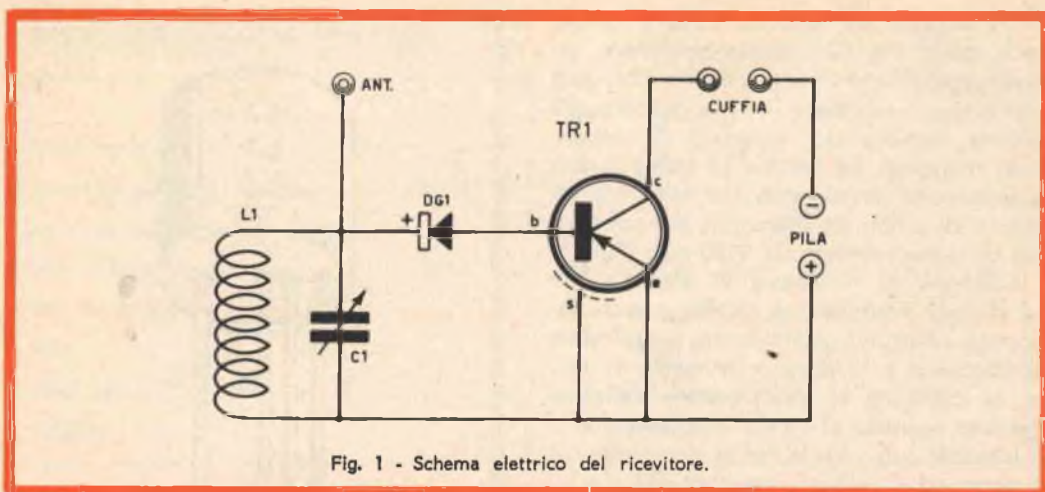 ANT.
CUFFIA
TR1
c
DG1
L1
+
b
−
PILA
e
+
s
C1
Fig. 1 - Schema elettrico del ricevitore.